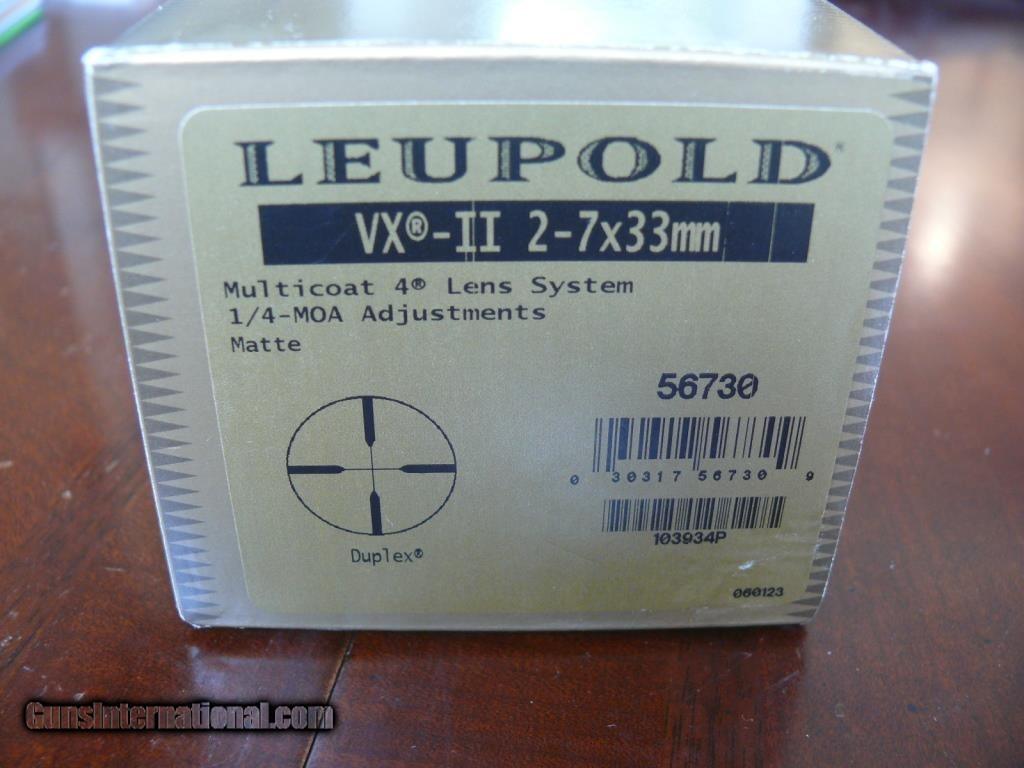 LEUPOLD®
VX®-II 2-7x33mm
Multicoat 4® Lens System
1/4-MOA Adjustments
Matte
56730
0 30317 56730 9
103934P
Duplex®
060123
GunsInternational.com